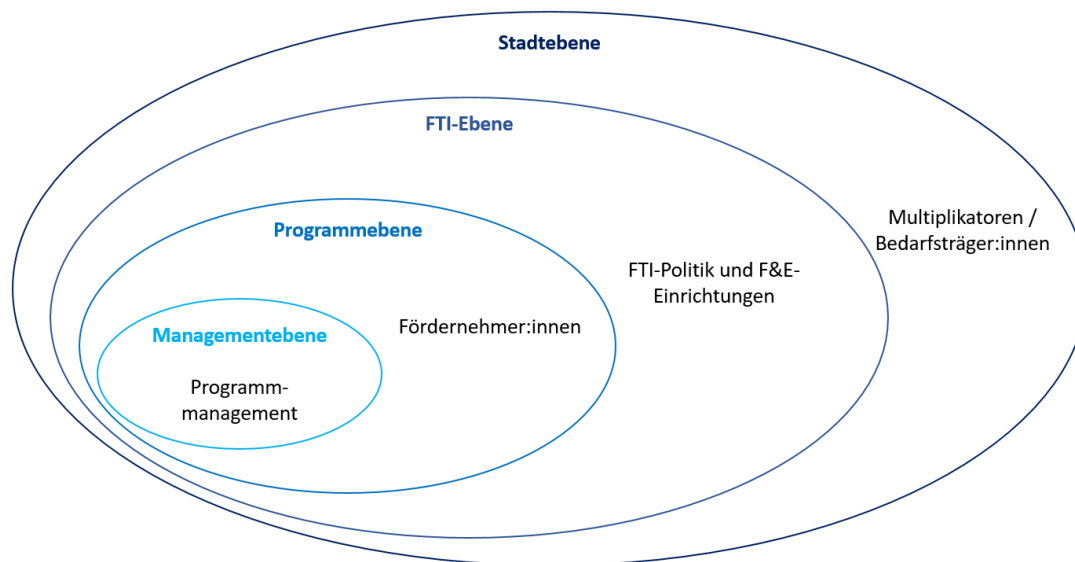 Stadtebene
FTI-Ebene
Programmebene
Managementebene
Programm-
management
Fördernehmer:innen
FTI-Politik und F&E-
Einrichtungen
Multiplikatoren /
Bedarfsträger:innen